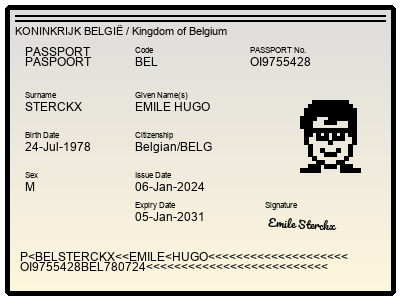 KONINKRIJK BELGIË / Kingdom of Belgium
PASSPORT
PASPOORT
Code
BEL
PASSPORT No.
OI9755428
Surname
STERCKX
Given Name(s)
EMILE HUGO
Birth Date
24-Jul-1978
Citizenship
Belgian/BELG
Sex
M
Issue Date
06-Jan-2024
Expiry Date
05-Jan-2031
Signature
Emile Sterckx
P<BELSTERCKX<<EMILE<HUGO<<<<<<<<<<<<<<<<<<<<
OI9755428BEL780724<<<<<<<<<<<<<<<<<<<<<<<<<<